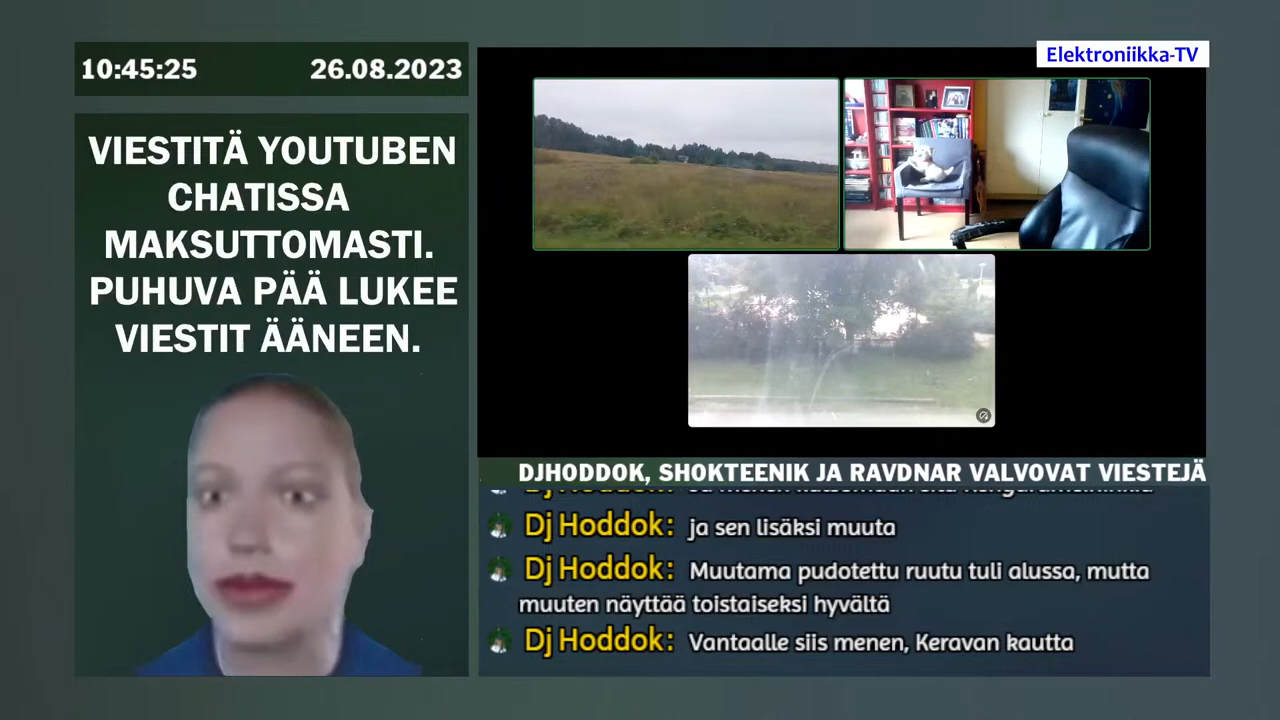 10:45:25 26.08.2023
Elektroniikka-TV
VIESTITÄ YOUTUBEN
CHATISSA
MAKSUTTOMASTI.
PUHUVA PÄÄ LUKEE
VIESTIT ÄÄNEEN.
DJHODDOK, SHOKTEENIK JA RAVDNAR VALVOVAT VIESTEJÄ
Dj Hoddok: ja sen lisäksi muuta
Dj Hoddok: Muutama pudotettu ruutu tuli alussa, mutta
muuten näyttää toistaiseksi hyvältä
Dj Hoddok: Vantaalle siis menen, Keravan kautta